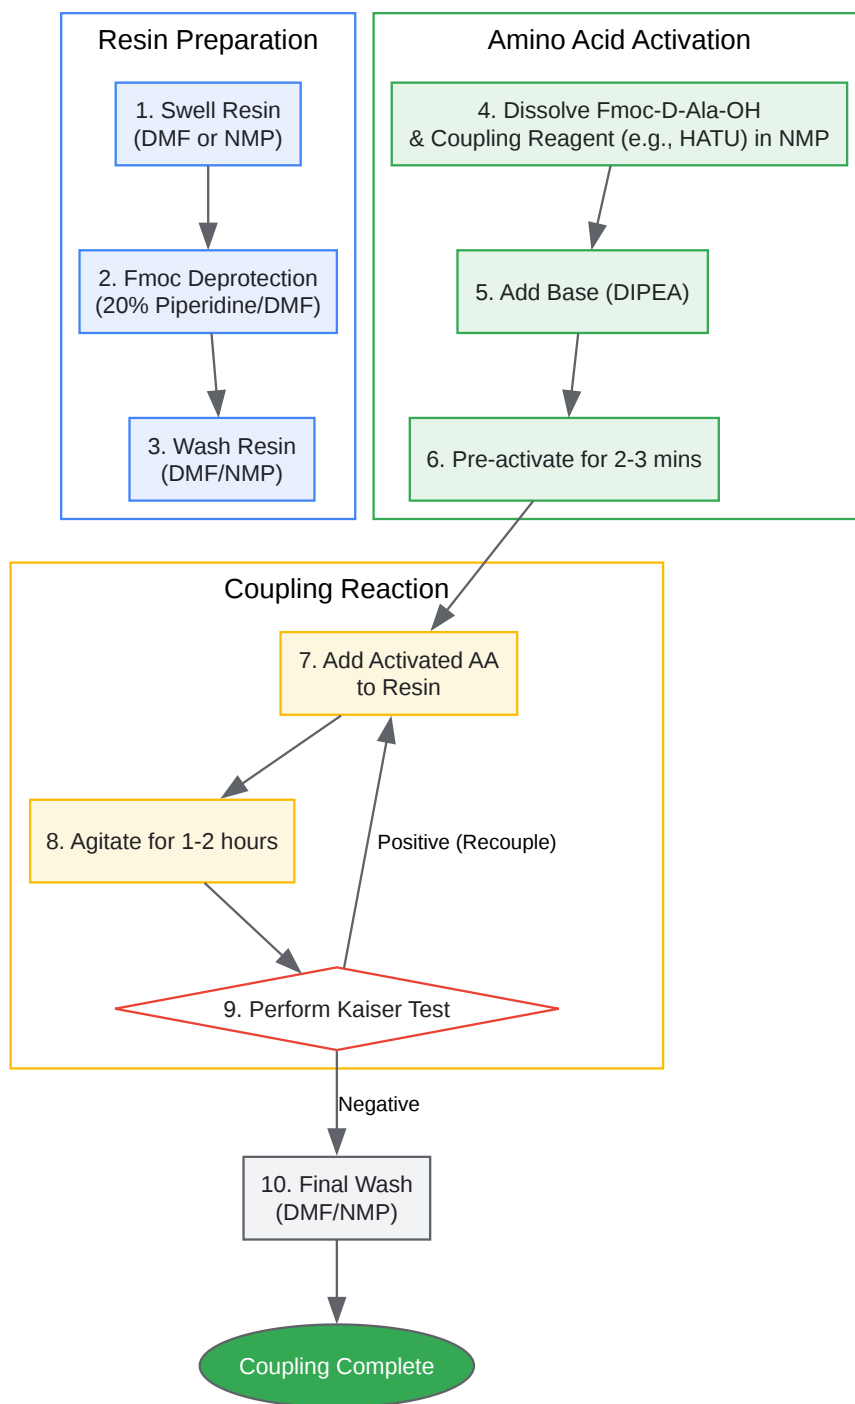 Resin Preparation
1. Swell Resin
(DMF or NMP)
2. Fmoc Deprotection
(20% Piperidine/DMF)
3. Wash Resin
(DMF/NMP)
Amino Acid Activation
4. Dissolve Fmoc-D-Ala-OH
& Coupling Reagent (e.g., HATU) in NMP
5. Add Base (DIPEA)
6. Pre-activate for 2-3 mins
Coupling Reaction
7. Add Activated AA
to Resin
8. Agitate for 1-2 hours
Positive (Recouple)
9. Perform Kaiser Test
Negative
10. Final Wash
(DMF/NMP)
Coupling Complete